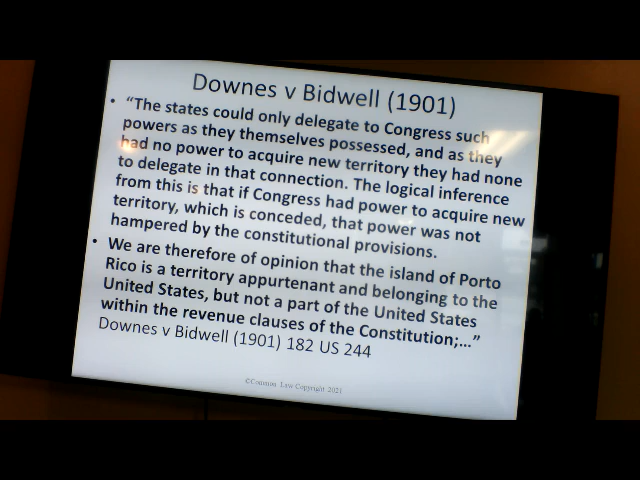 Downes v Bidwell (1901)
• “The states could only delegate to Congress such
powers as they themselves possessed, and as they
had no power to acquire new territory they had none
to delegate in that connection. The logical inference
from this is that if Congress had power to acquire new
territory, which is conceded, that power was not
hampered by the constitutional provisions.
• We are therefore of opinion that the island of Porto
Rico is a territory appurtenant and belonging to the
United States, but not a part of the United States
within the revenue clauses of the Constitution;...”
Downes v Bidwell (1901) 182 US 244
©Common Law Copyright 2021